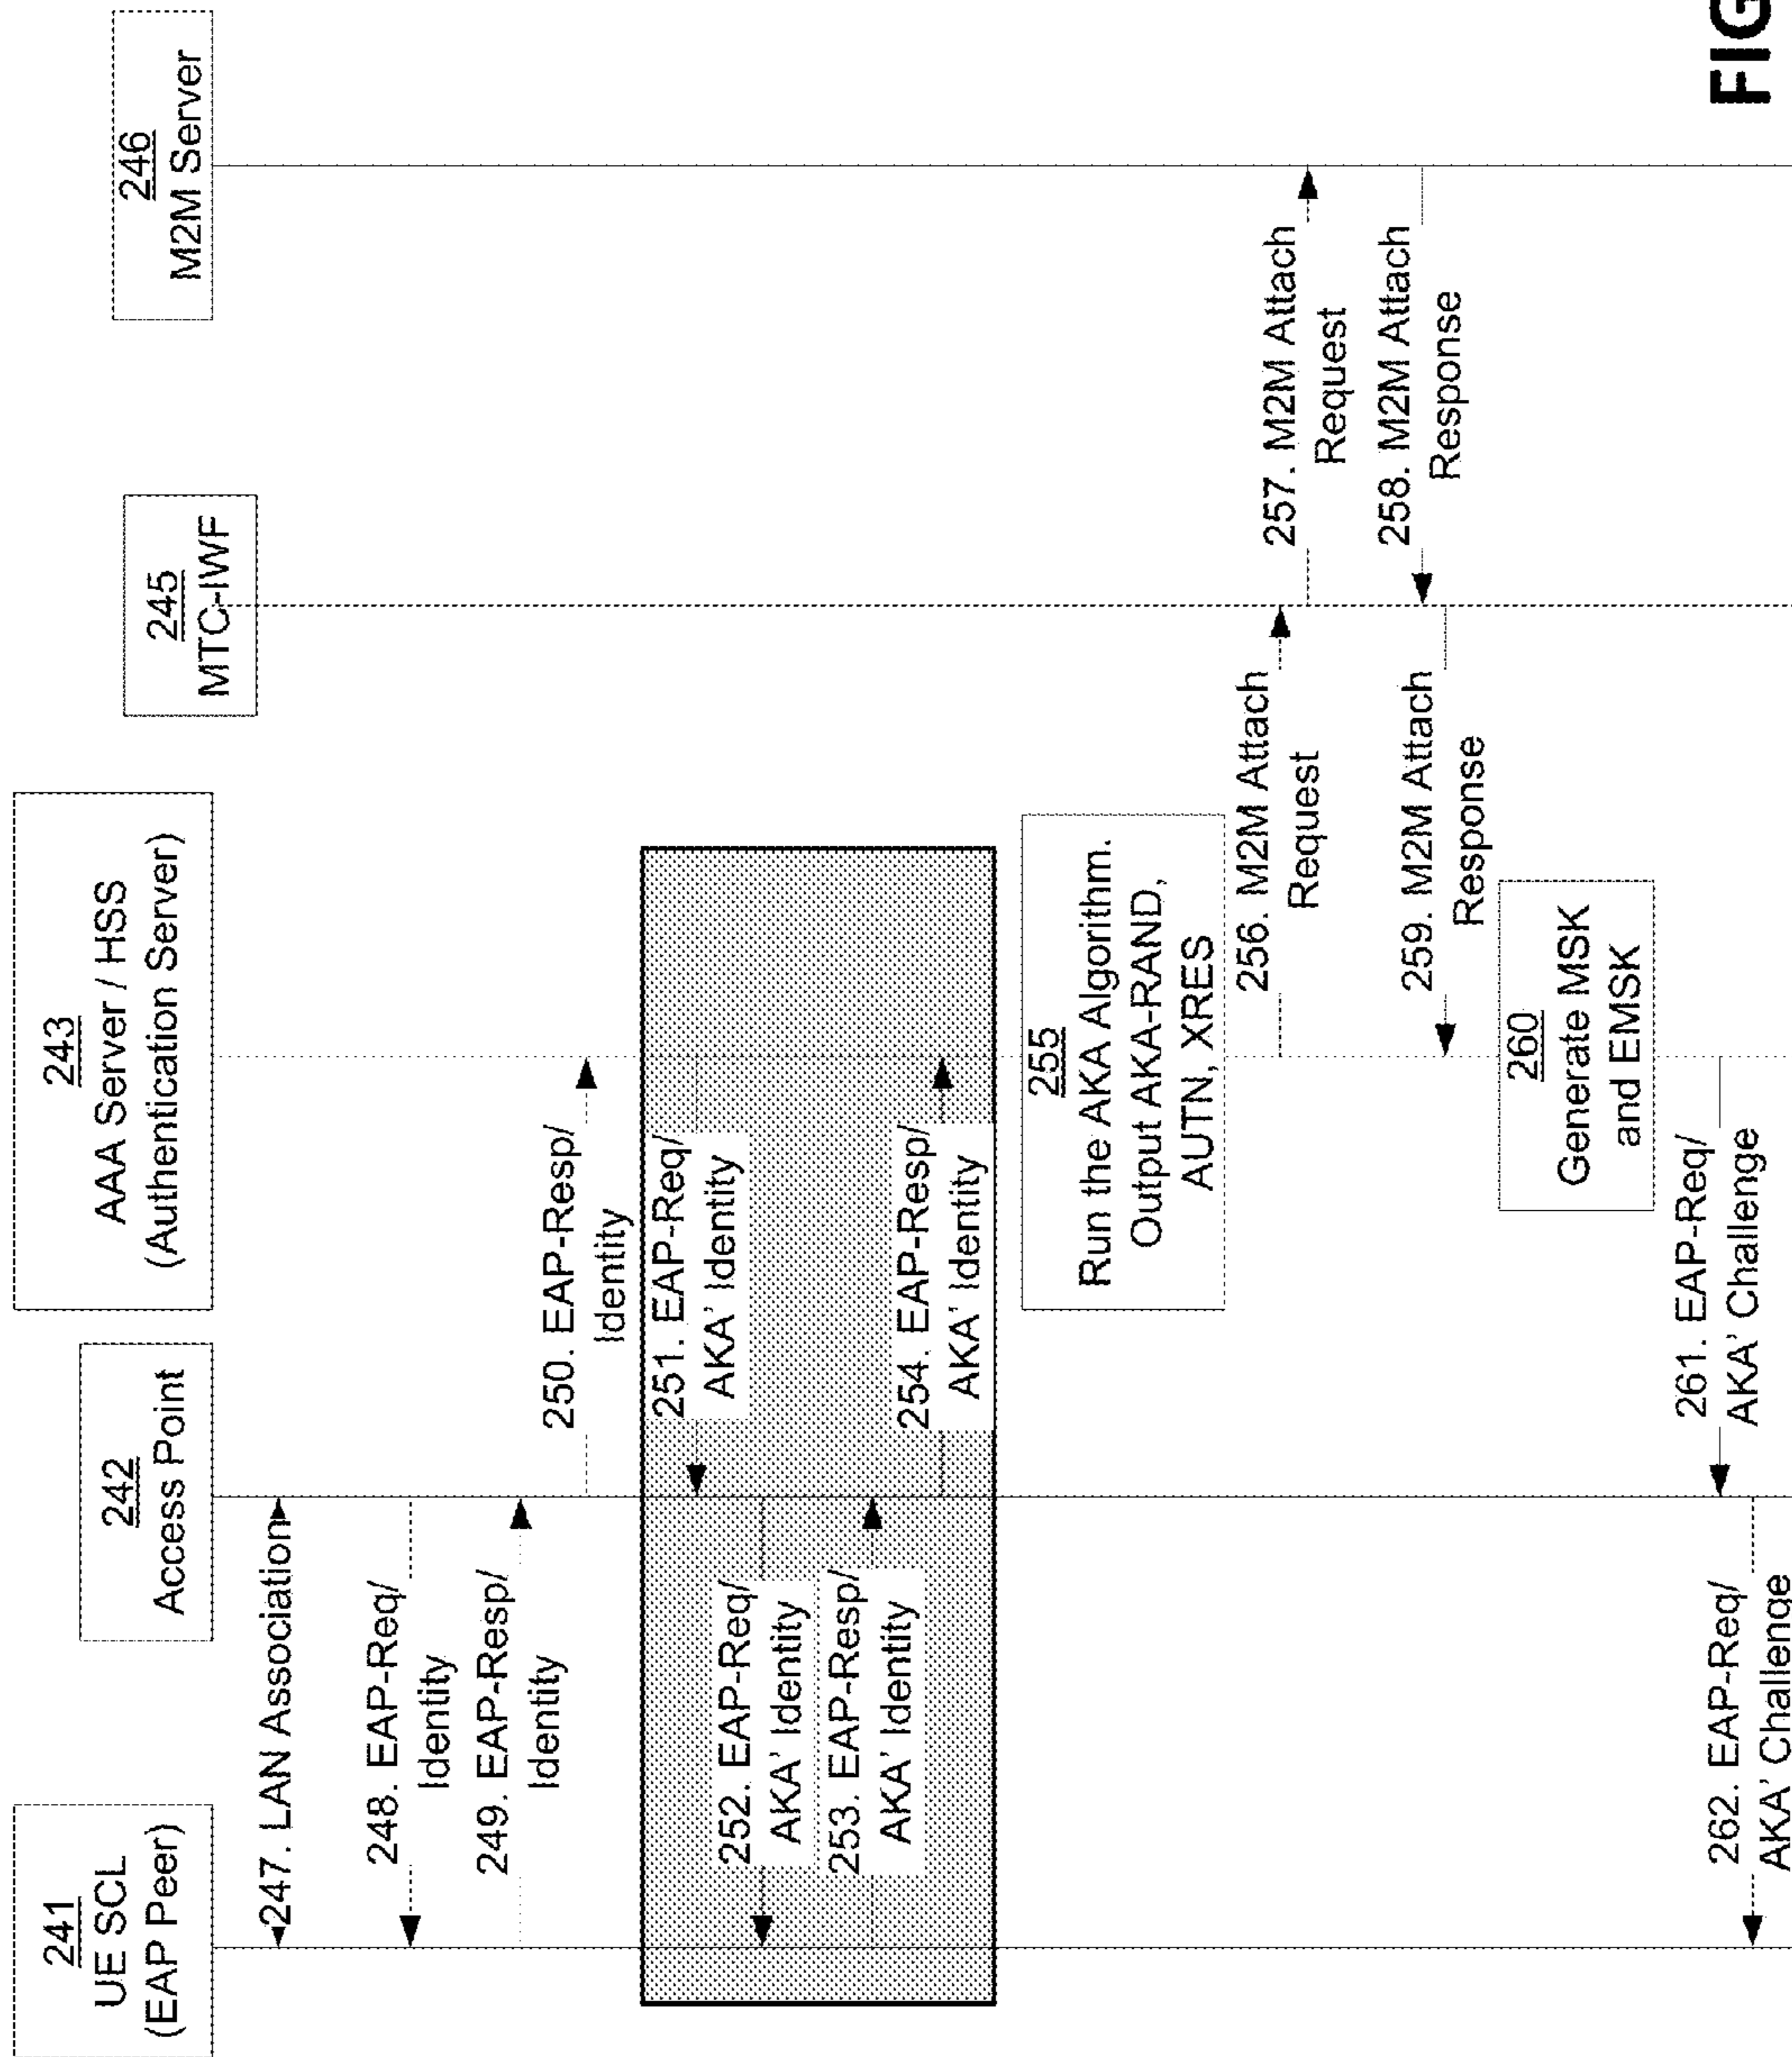 241
UE SCL
(EAP Peer)
242
Access Point
243
AAA Server / HSS
(Authentication Server)
245
MTC-IWF
246
M2M Server
247. LAN Association
248. EAP-Req/
Identity
249. EAP-Resp/
Identity
250. EAP-Resp/
Identity
251. EAP-Req/
AKA' Identity
252. EAP-Req/
AKA' Identity
253. EAP-Resp/
AKA' Identity
254. EAP-Resp/
AKA' Identity
255
Run the AKA Algorithm.
Output AKA-RAND,
AUTN, XRES
256. M2M Attach
Request
257. M2M Attach
Request
258. M2M Attach
Response
259. M2M Attach
Response
260
Generate MSK
and EMSK
261. EAP-Req/
AKA' Challenge
262. EAP-Req/
AKA' Challenge
FIG